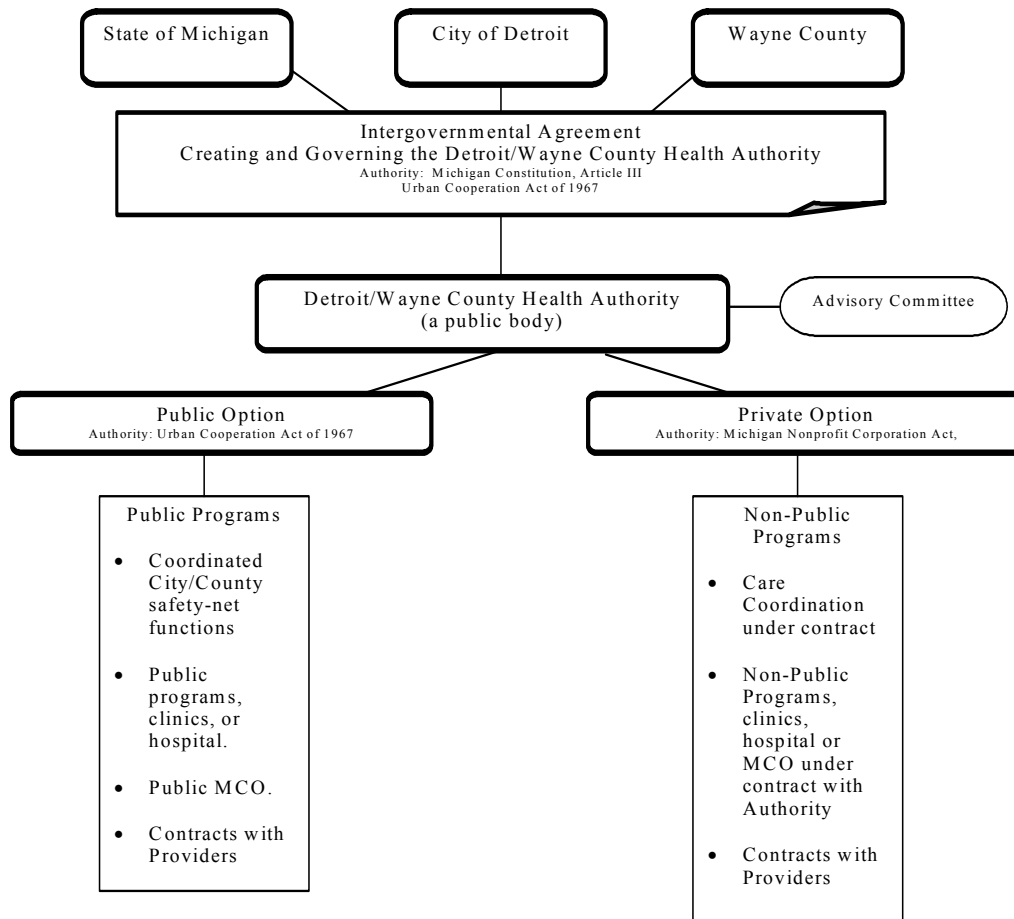 State of Michigan
City of Detroit
Wayne County
Intergovernmental Agreement
Creating and Governing the Detroit/Wayne County Health Authority
Authority: Michigan Constitution, Article III
Urban Cooperation Act of 1967
Detroit/Wayne County Health Authority
(a public body)
Advisory Committee
Public Option
Authority: Urban Cooperation Act of 1967
Private Option
Authority: Michigan Nonprofit Corporation Act,
Public Programs
• Coordinated
City/County
safety-net
functions
• Public
programs,
clinics, or
hospital.
• Public MCO.
• Contracts with
Providers
Non-Public
Programs
• Care
Coordination
under contract
• Non-Public
Programs,
clinics,
hospital or
MCO under
contract with
Authority
• Contracts with
Providers